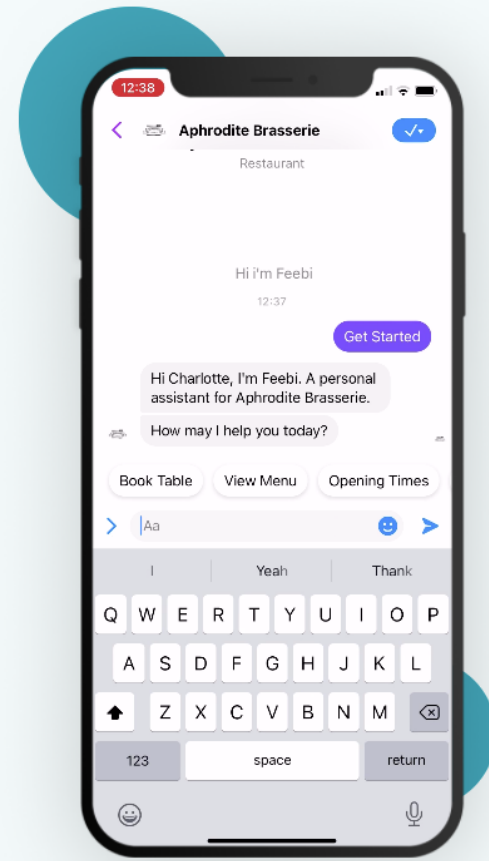 12:38
Aphrodite Brasserie
Restaurant
Hi i'm Feebi
12:37
Get Started
Hi Charlotte, I'm Feebi. A personal
assistant for Aphrodite Brasserie.
How may I help you today?
Book Table View Menu Opening Times
Aa
I Yeah Thank
Q W E R T Y U I O P
A S D F G H J K L
Z X C V B N M
123 space return